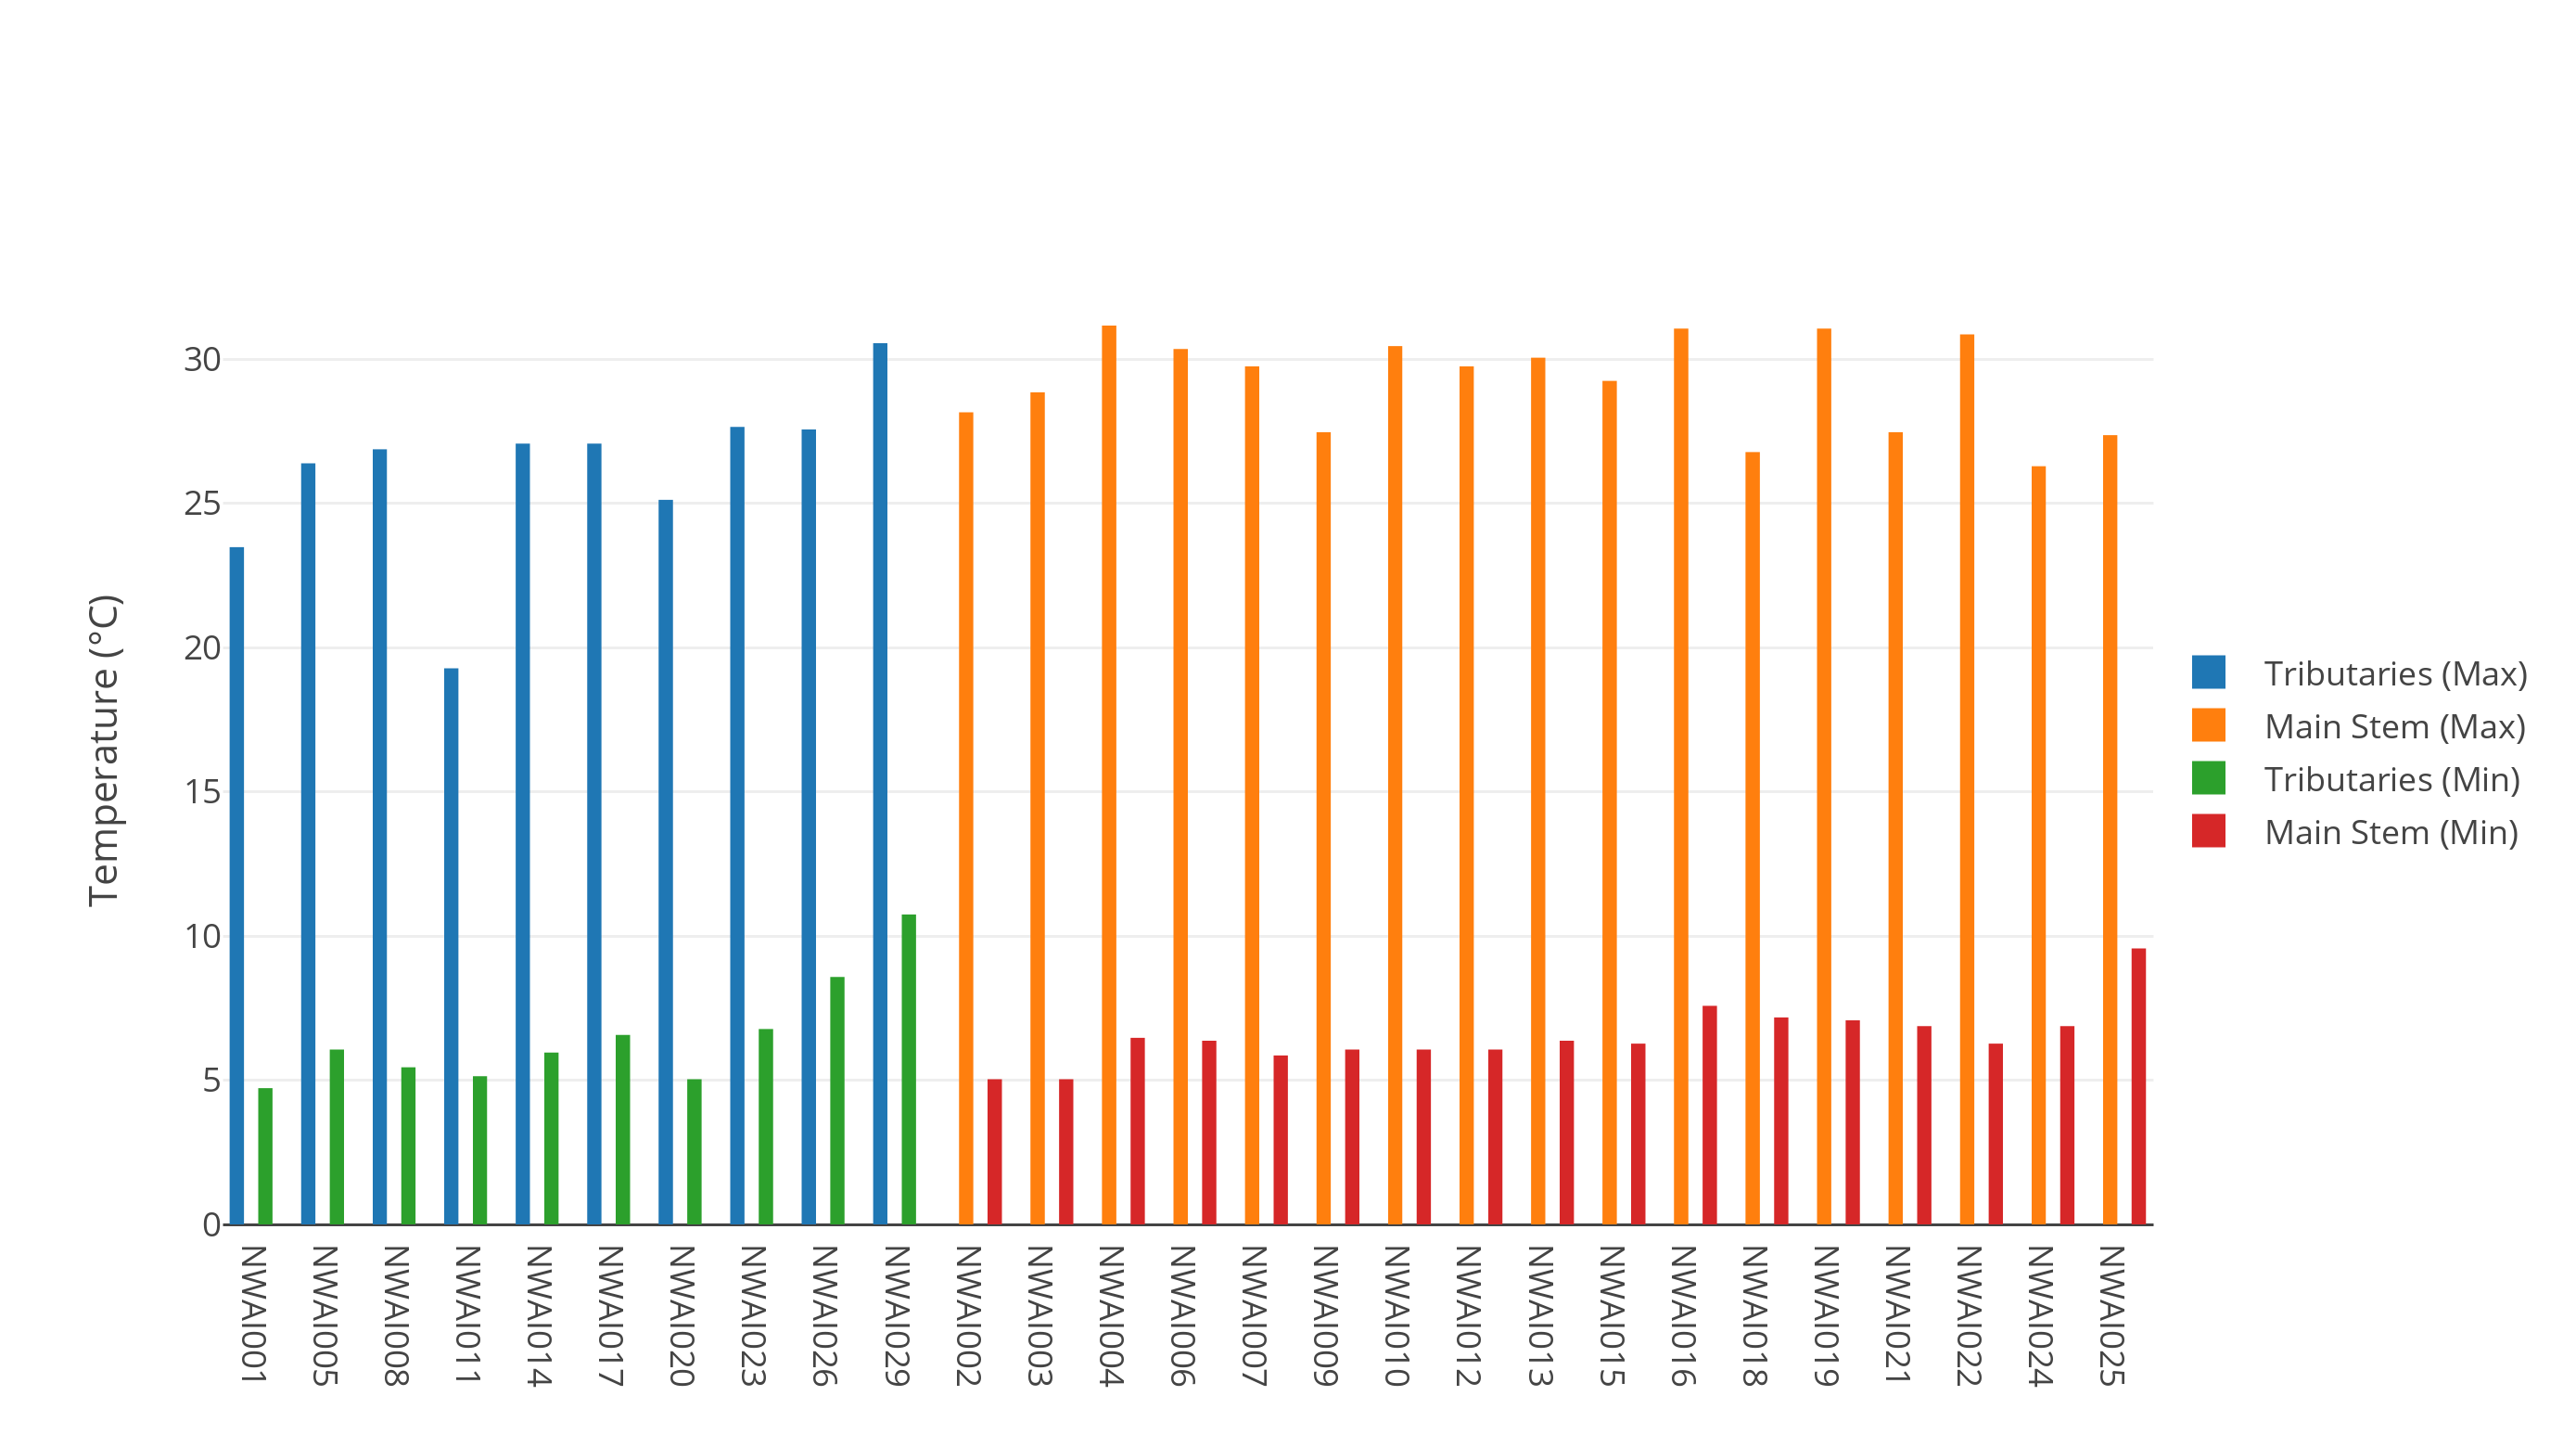 30
25
20
15
10
5
0
Temperature (°C)
NWAI001
NWAI005
NWAI008
NWAI011
NWAI014
NWAI017
NWAI020
NWAI023
NWAI026
NWAI029
NWAI002
NWAI003
NWAI004
NWAI006
NWAI007
NWAI009
NWAI010
NWAI012
NWAI013
NWAI015
NWAI016
NWAI018
NWAI019
NWAI021
NWAI022
NWAI024
NWAI025
Tributaries (Max)
Main Stem (Max)
Tributaries (Min)
Main Stem (Min)